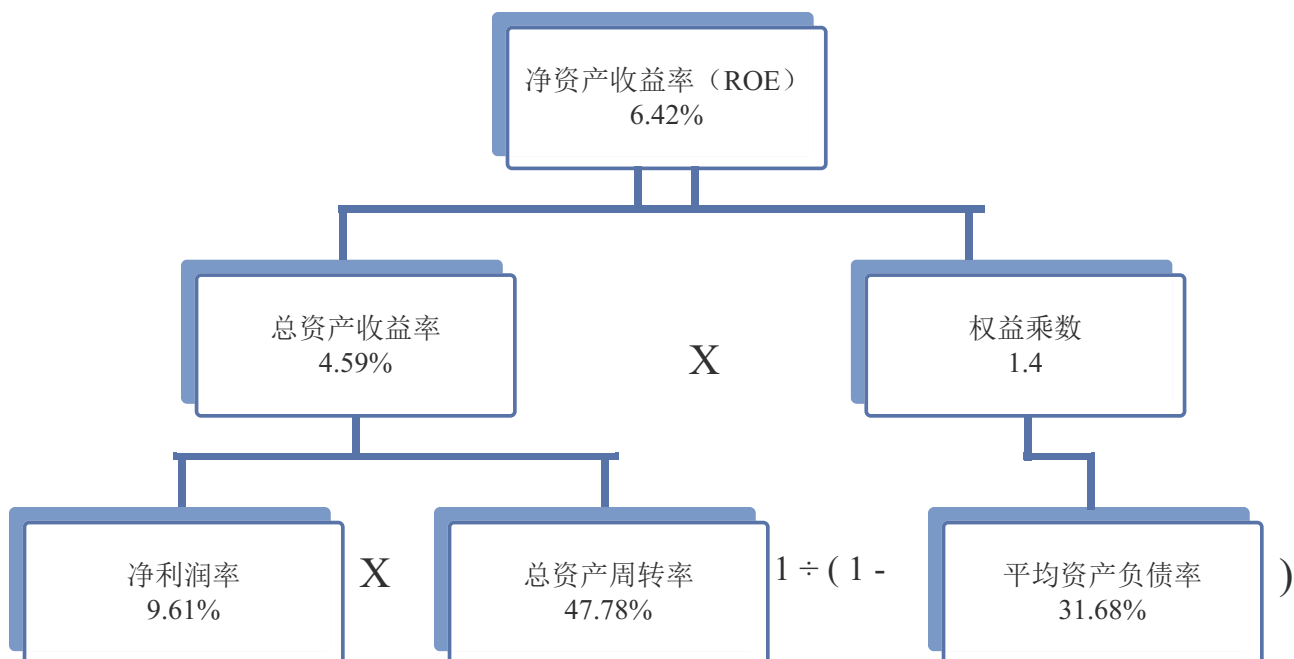 净资产收益率（ROE）
6.42%
总资产收益率
4.59%
X
权益乘数
1.4
净利润率
9.61%
X
总资产周转率
47.78%
1 ÷ ( 1 -
平均资产负债率
31.68%
)